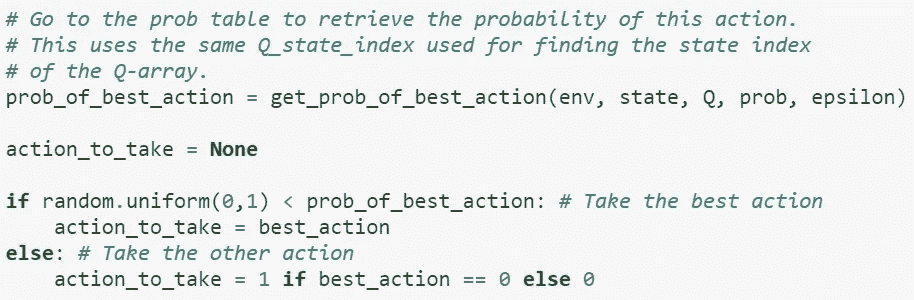 # Go to the prob table to retrieve the probability of this action.
# This uses the same Q_state_index used for finding the state index
# of the Q-array.
prob_of_best_action = get_prob_of_best_action(env, state, Q, prob, epsilon)

action_to_take = None

if random.uniform(0,1) < prob_of_best_action: # Take the best action
    action_to_take = best_action
else: # Take the other action
    action_to_take = 1 if best_action == 0 else 0